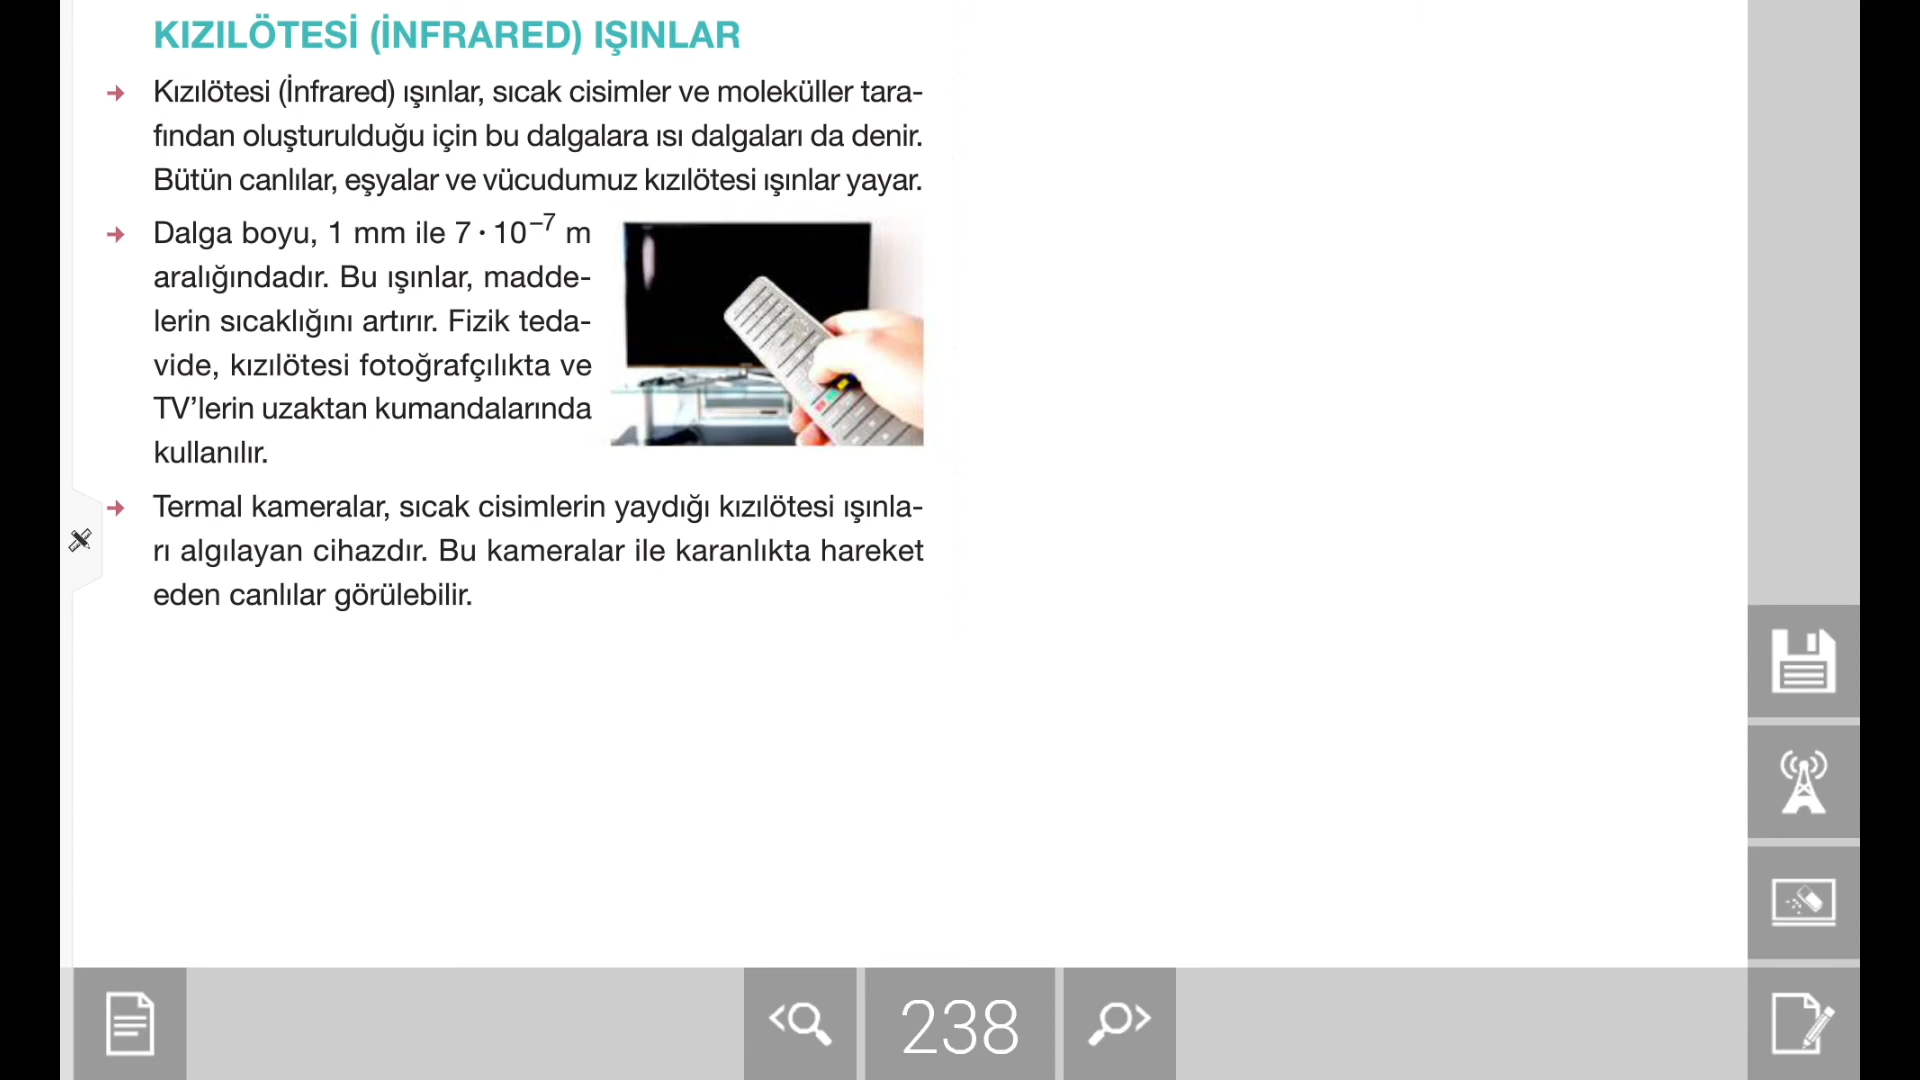 KIZILÖTESİ (İNFRARED) IŞINLAR
→ Kızılötesi (İnfrared) ışınlar, sıcak cisimler ve moleküller tara-
fından oluşturulduğu için bu dalgalara ısı dalgaları da denir.
Bütün canlılar, eşyalar ve vücudumuz kızılötesi ışınlar yayar.
→ Dalga boyu, 1 mm ile 7 · 10⁻⁷ m
aralığındadır. Bu ışınlar, madde-
lerin sıcaklığını artırır. Fizik teda-
vide, kızılötesi fotoğrafçılıkta ve
TV’lerin uzaktan kumandalarında
kullanılır.
→ Termal kameralar, sıcak cisimlerin yaydığı kızılötesi ışınla-
rı algılayan cihazdır. Bu kameralar ile karanlıkta hareket
eden canlılar görülebilir.
238